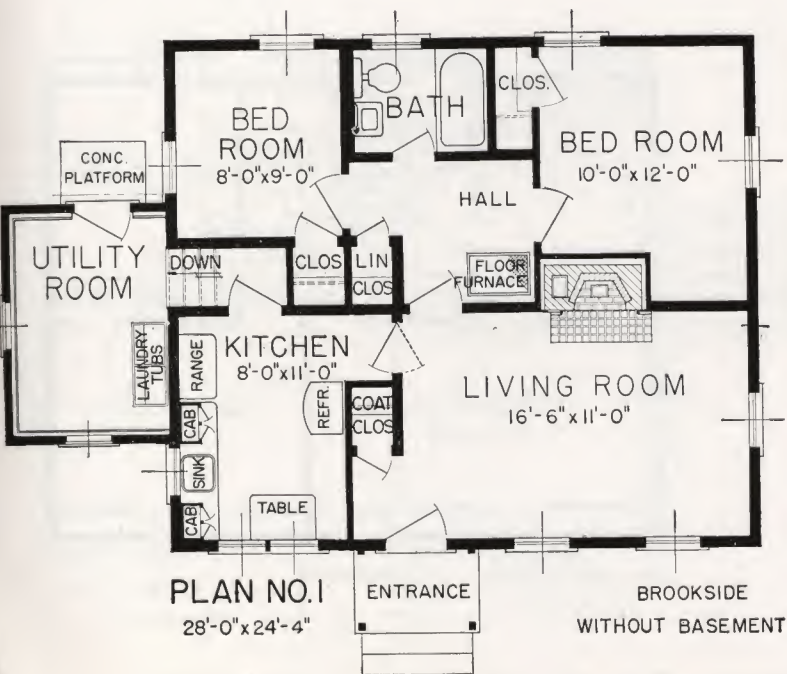 BED
ROOM
8'-0"x9'-0"
BATH
CLOS.
BED ROOM
10'-0"x12'-0"
CONC.
PLATFORM
HALL
UTILITY
ROOM
DOWN
CLOS
LIN
CLOS
FLOOR
FURNACE
LAUNDRY
TUBS
RANGE
KITCHEN
8'-0"x11'-0"
REFR.
COAT
CLOS
LIVING ROOM
16'-6"x11'-0"
CAB
SINK
CAB
TABLE
PLAN NO.1
28'-0"x24'-4"
ENTRANCE
BROOKSIDE
WITHOUT BASEMENT